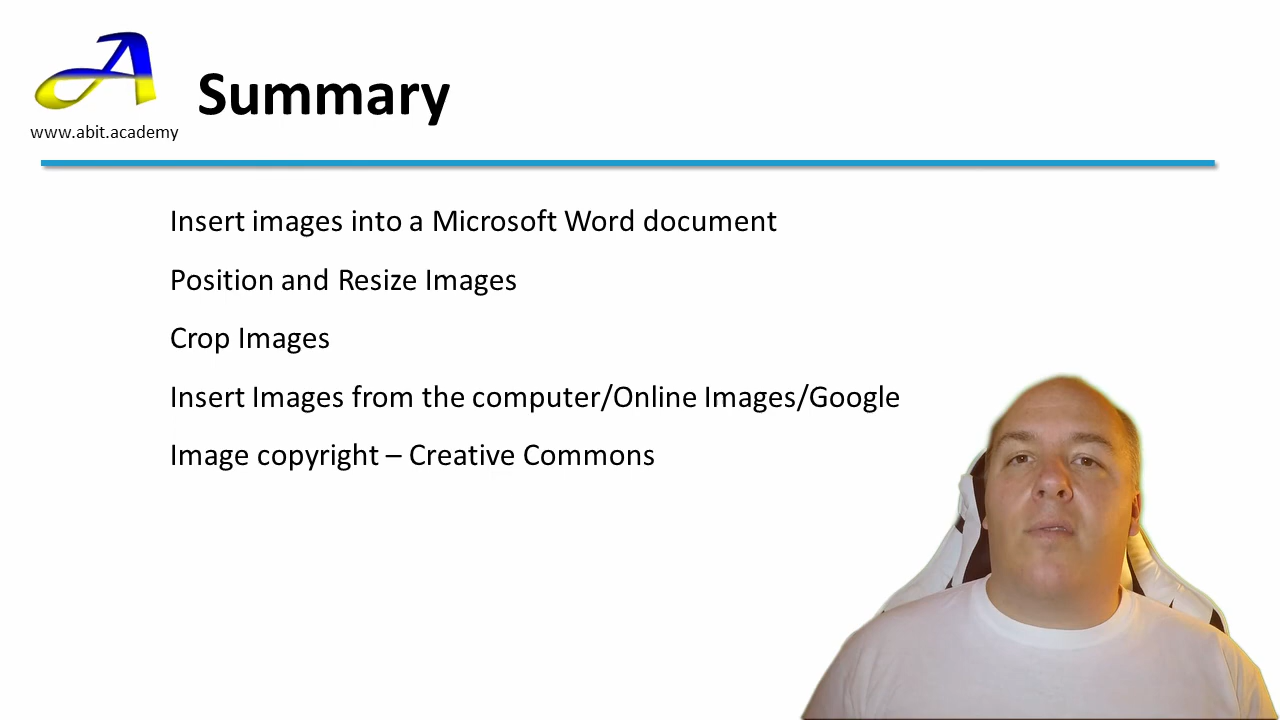 Summary
www.abit.academy
Insert images into a Microsoft Word document
Position and Resize Images
Crop Images
Insert Images from the computer/Online Images/Google
Image copyright – Creative Commons